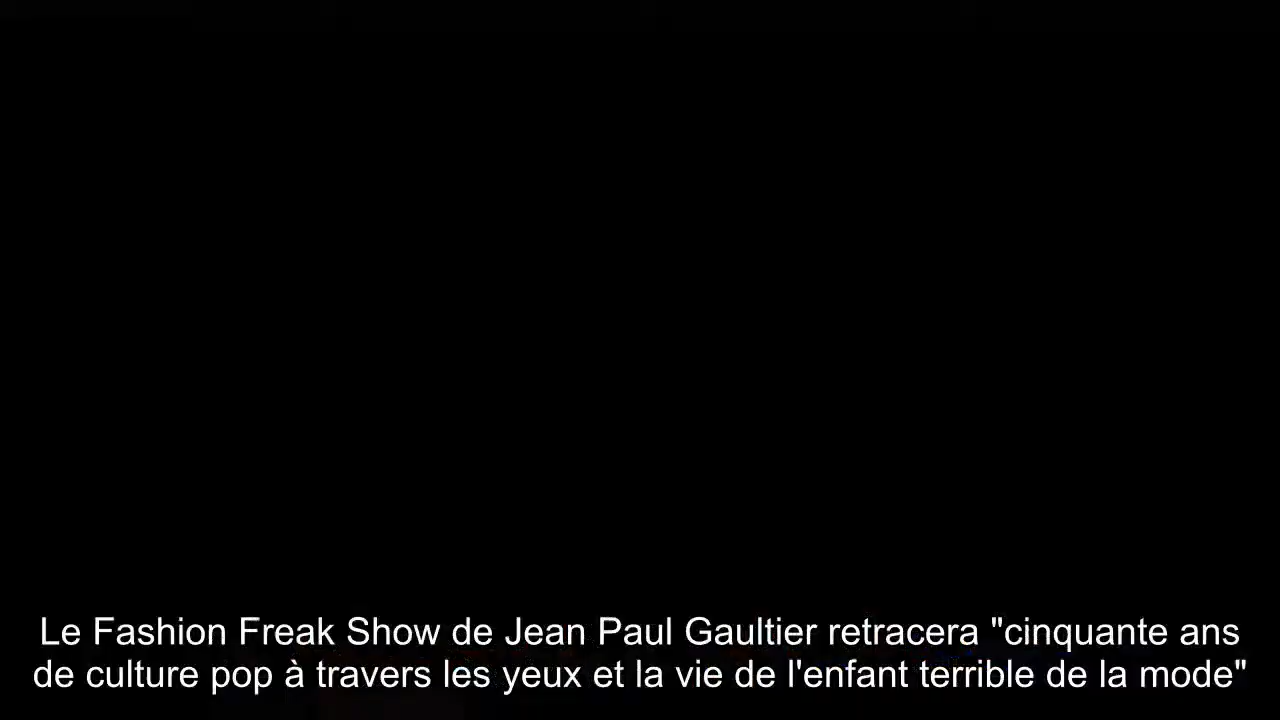 Le Fashion Freak Show de Jean Paul Gaultier retracera "cinquante ans
de culture pop à travers les yeux et la vie de l'enfant terrible de la mode"